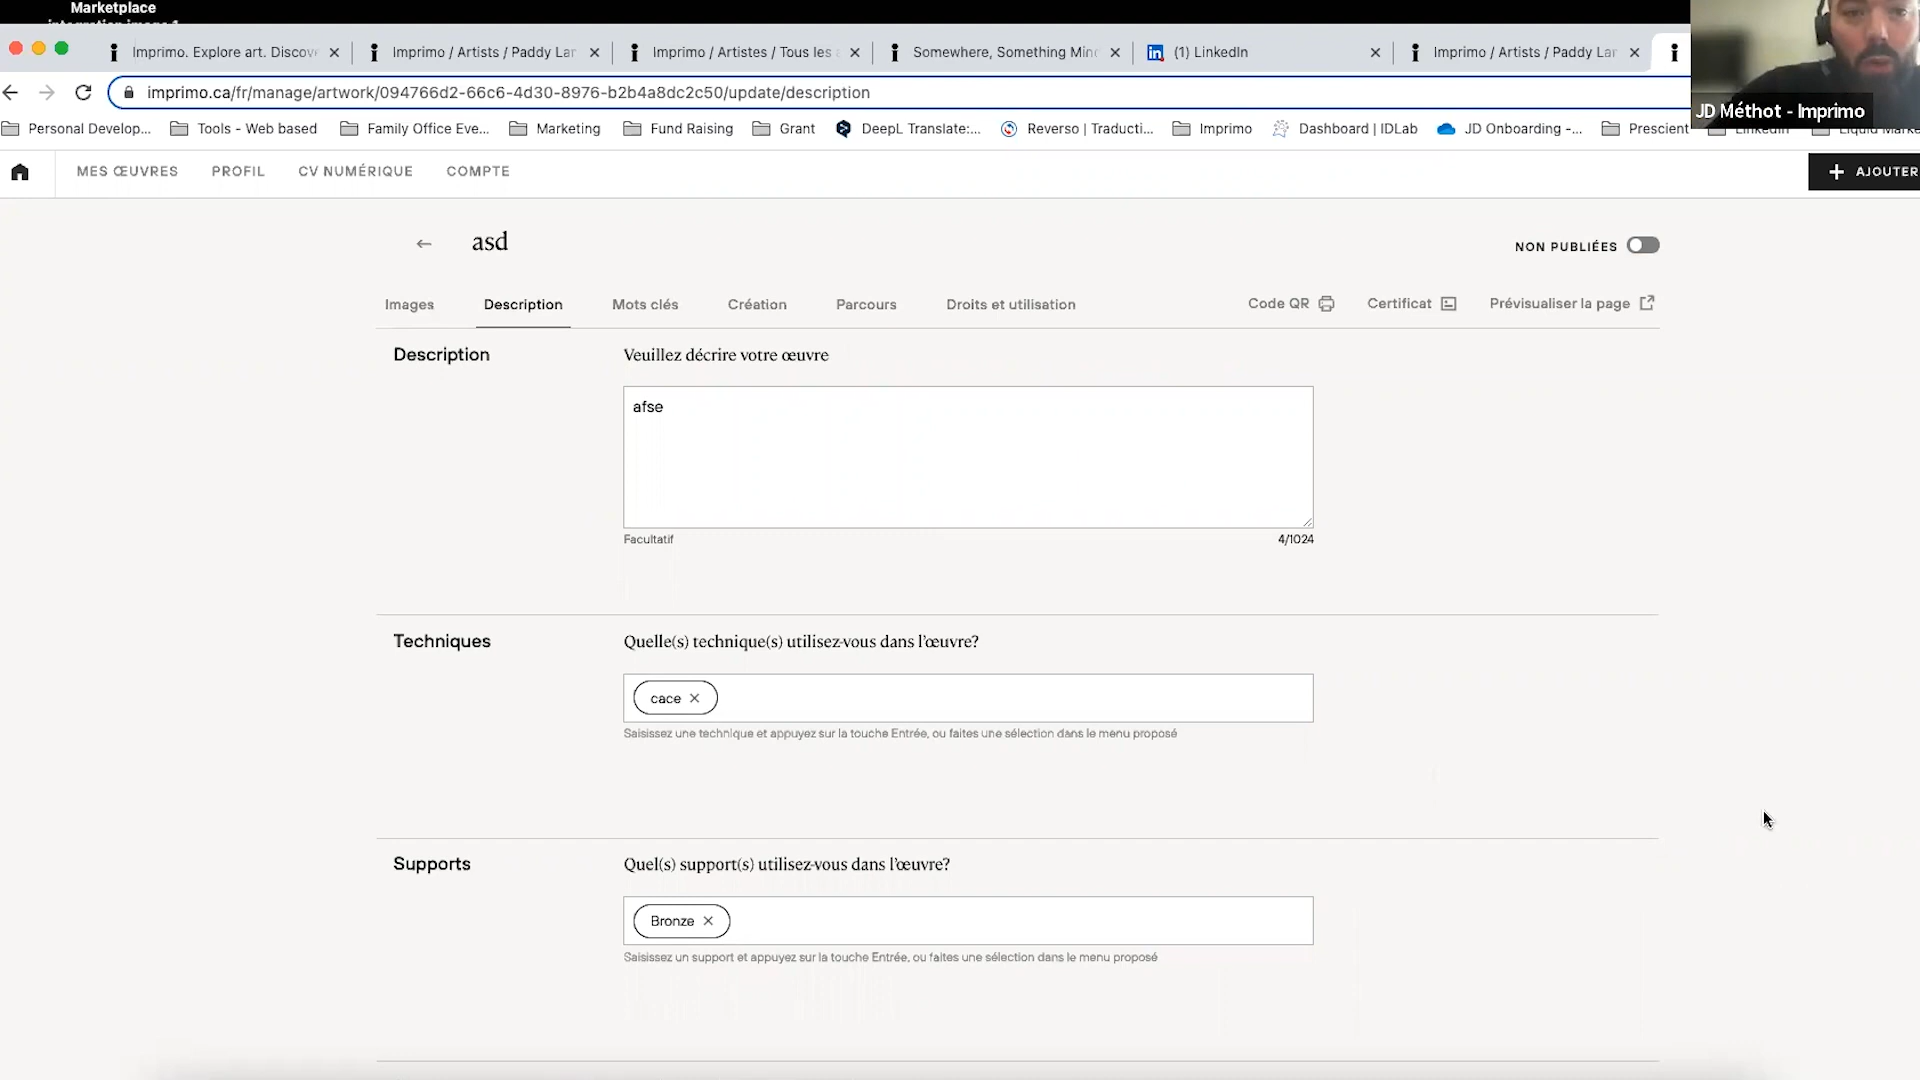 Marketplace
Imprimo. Explore art. Discov
Imprimo / Artists / Paddy Lar
Imprimo / Artistes / Tous les a
Somewhere, Something Mind
(1) LinkedIn
Imprimo / Artists / Paddy Lar
imprimo.ca/fr/manage/artwork/094766d2-66c6-4d30-8976-b2b4a8dc2c50/update/description
JD Méthot - Imprimo
Personal Develop...
Tools - Web based
Family Office Eve...
Marketing
Fund Raising
Grant
DeepL Translate:...
Reverso | Traducti...
Imprimo
Dashboard | IDLab
JD Onboarding -...
Prescient
MES ŒUVRES
PROFIL
CV NUMÉRIQUE
COMPTE
+ AJOUTER
asd
NON PUBLIÉES
Images
Description
Mots clés
Création
Parcours
Droits et utilisation
Code QR
Certificat
Prévisualiser la page
Description
Veuillez décrire votre œuvre
afse
Facultatif
4/1024
Techniques
Quelle(s) technique(s) utilisez-vous dans l'œuvre?
cace
Saisissez une technique et appuyez sur la touche Entrée, ou faites une sélection dans le menu proposé
Supports
Quel(s) support(s) utilisez-vous dans l'œuvre?
Bronze
Saisissez un support et appuyez sur la touche Entrée, ou faites une sélection dans le menu proposé